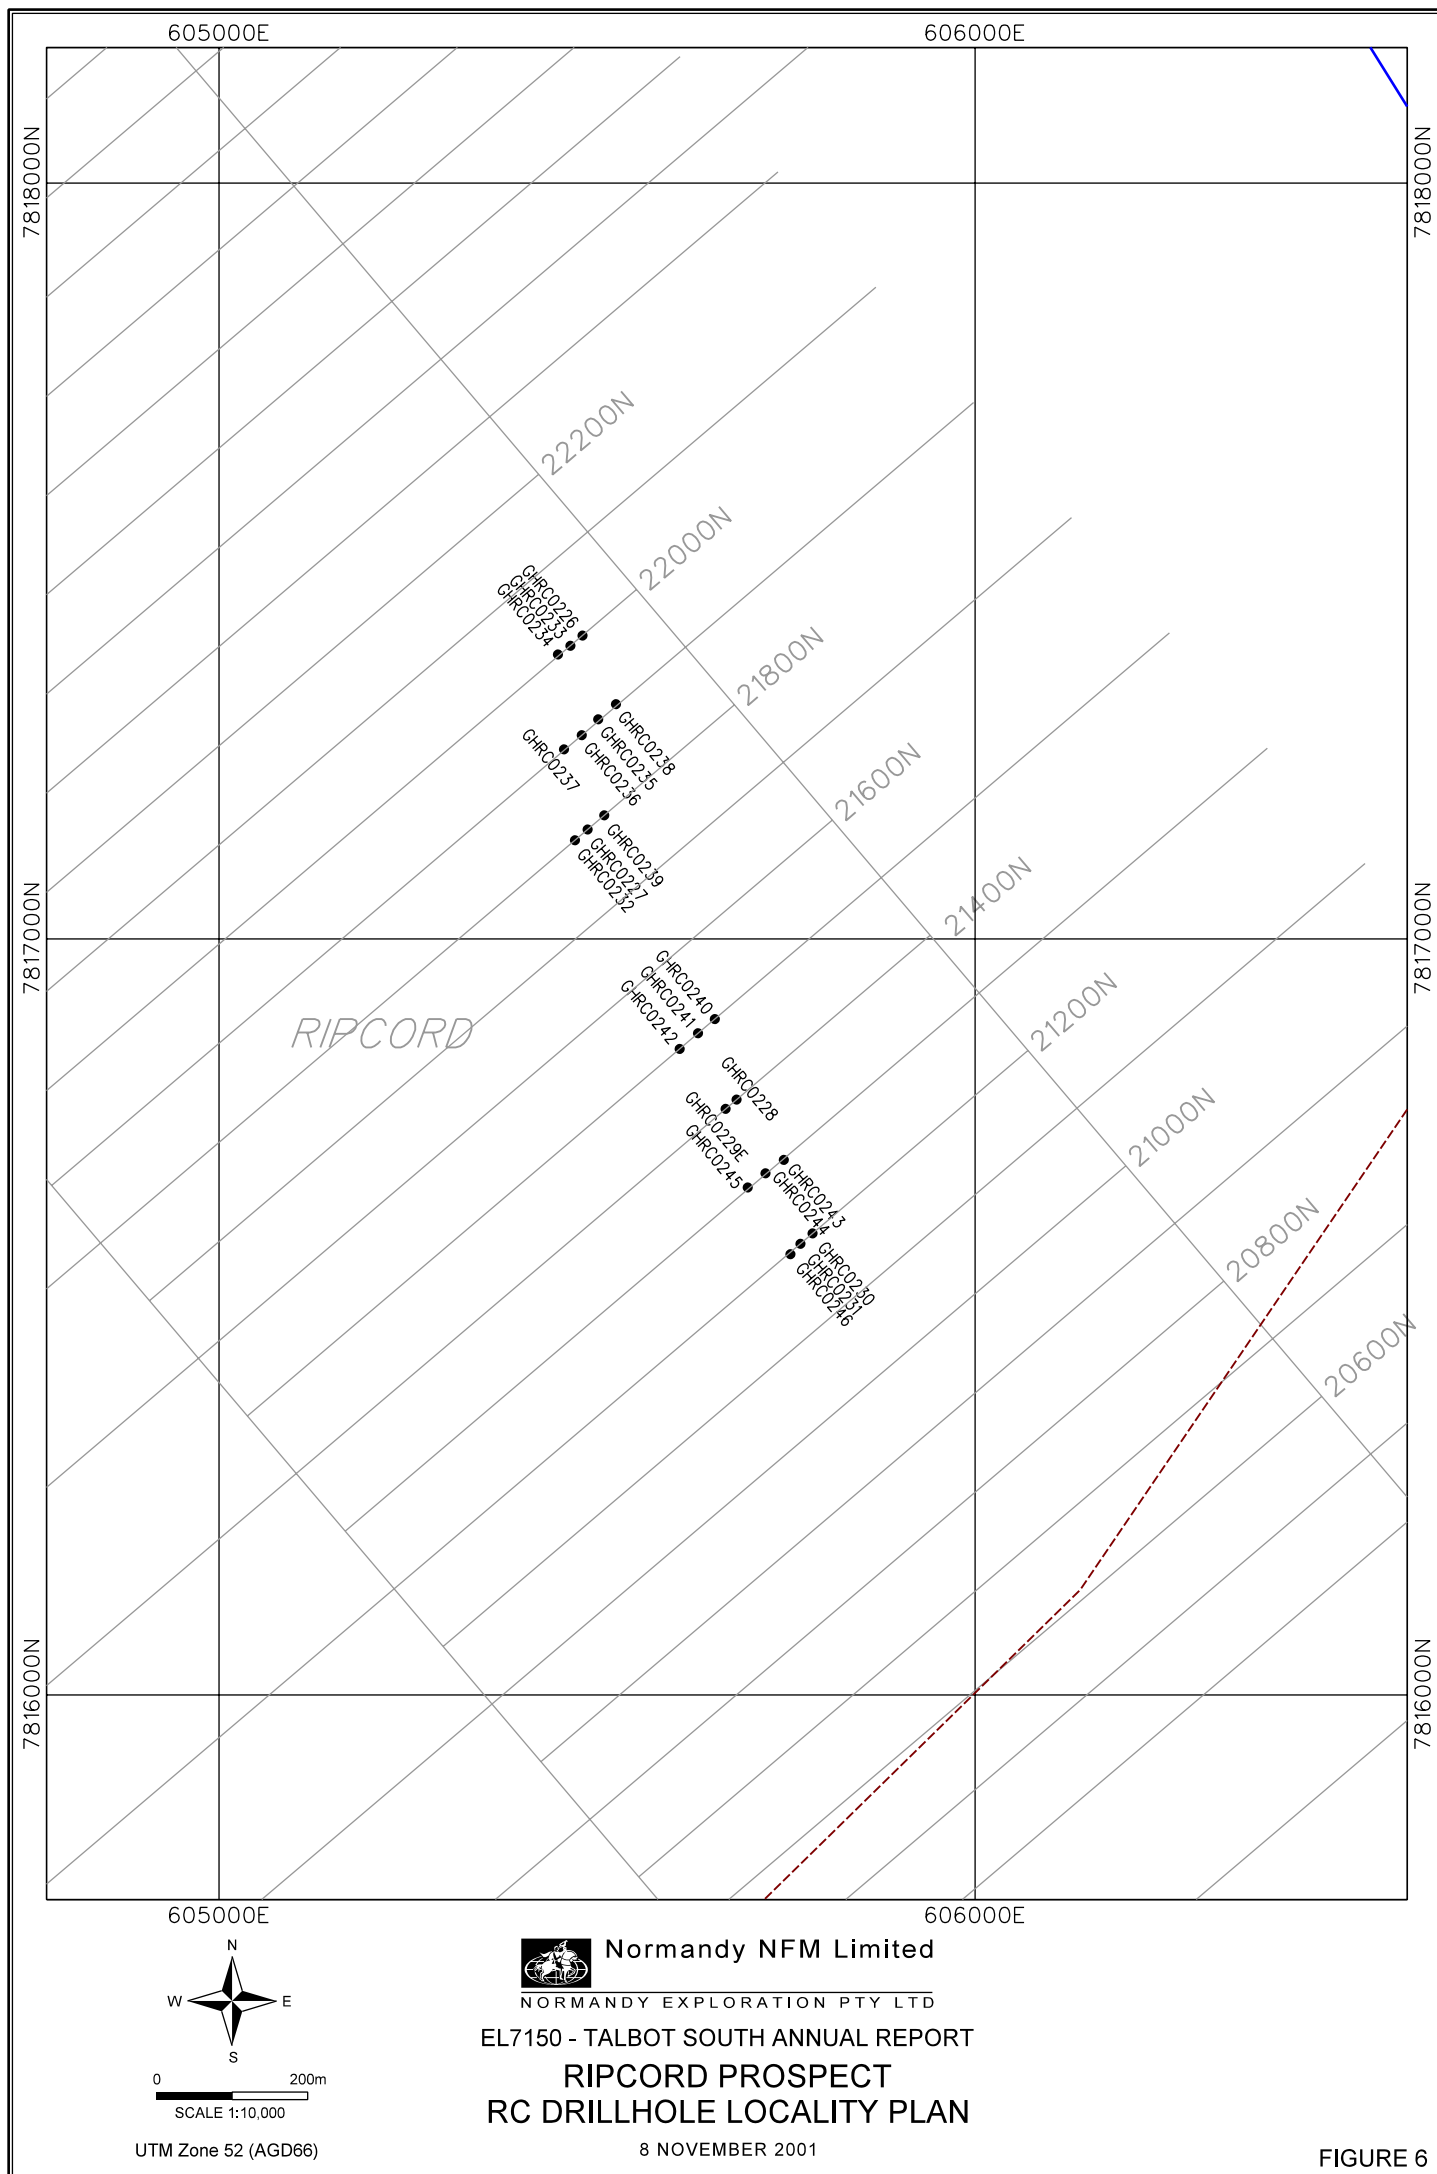 605000E
606000E
7818000N
7818000N
22200N
22000N
21800N
21600N
21400N
21200N
21000N
20800N
20600N
GHRC0226
GHRC0233
GHRC0234
GHRC0238
GHRC0235
GHRC0236
GHRC0237
GHRC0239
GHRC0227
GHRC0232
7817000N
7817000N
RIPCORD
GHRC0240
GHRC0241
GHRC0242
GHRC0228
GHRC0229E
GHRC0245
GHRC0243
GHRC0244
GHRC0230
GHRC0231
GHRC0246
7816000N
7816000N
605000E
606000E
N
W
E
S
0 200m
SCALE 1:10,000
UTM Zone 52 (AGD66)
Normandy NFM Limited
NORMANDY EXPLORATION PTY LTD
EL7150 - TALBOT SOUTH ANNUAL REPORT
RIPCORD PROSPECT
RC DRILLHOLE LOCALITY PLAN
8 NOVEMBER 2001
FIGURE 6